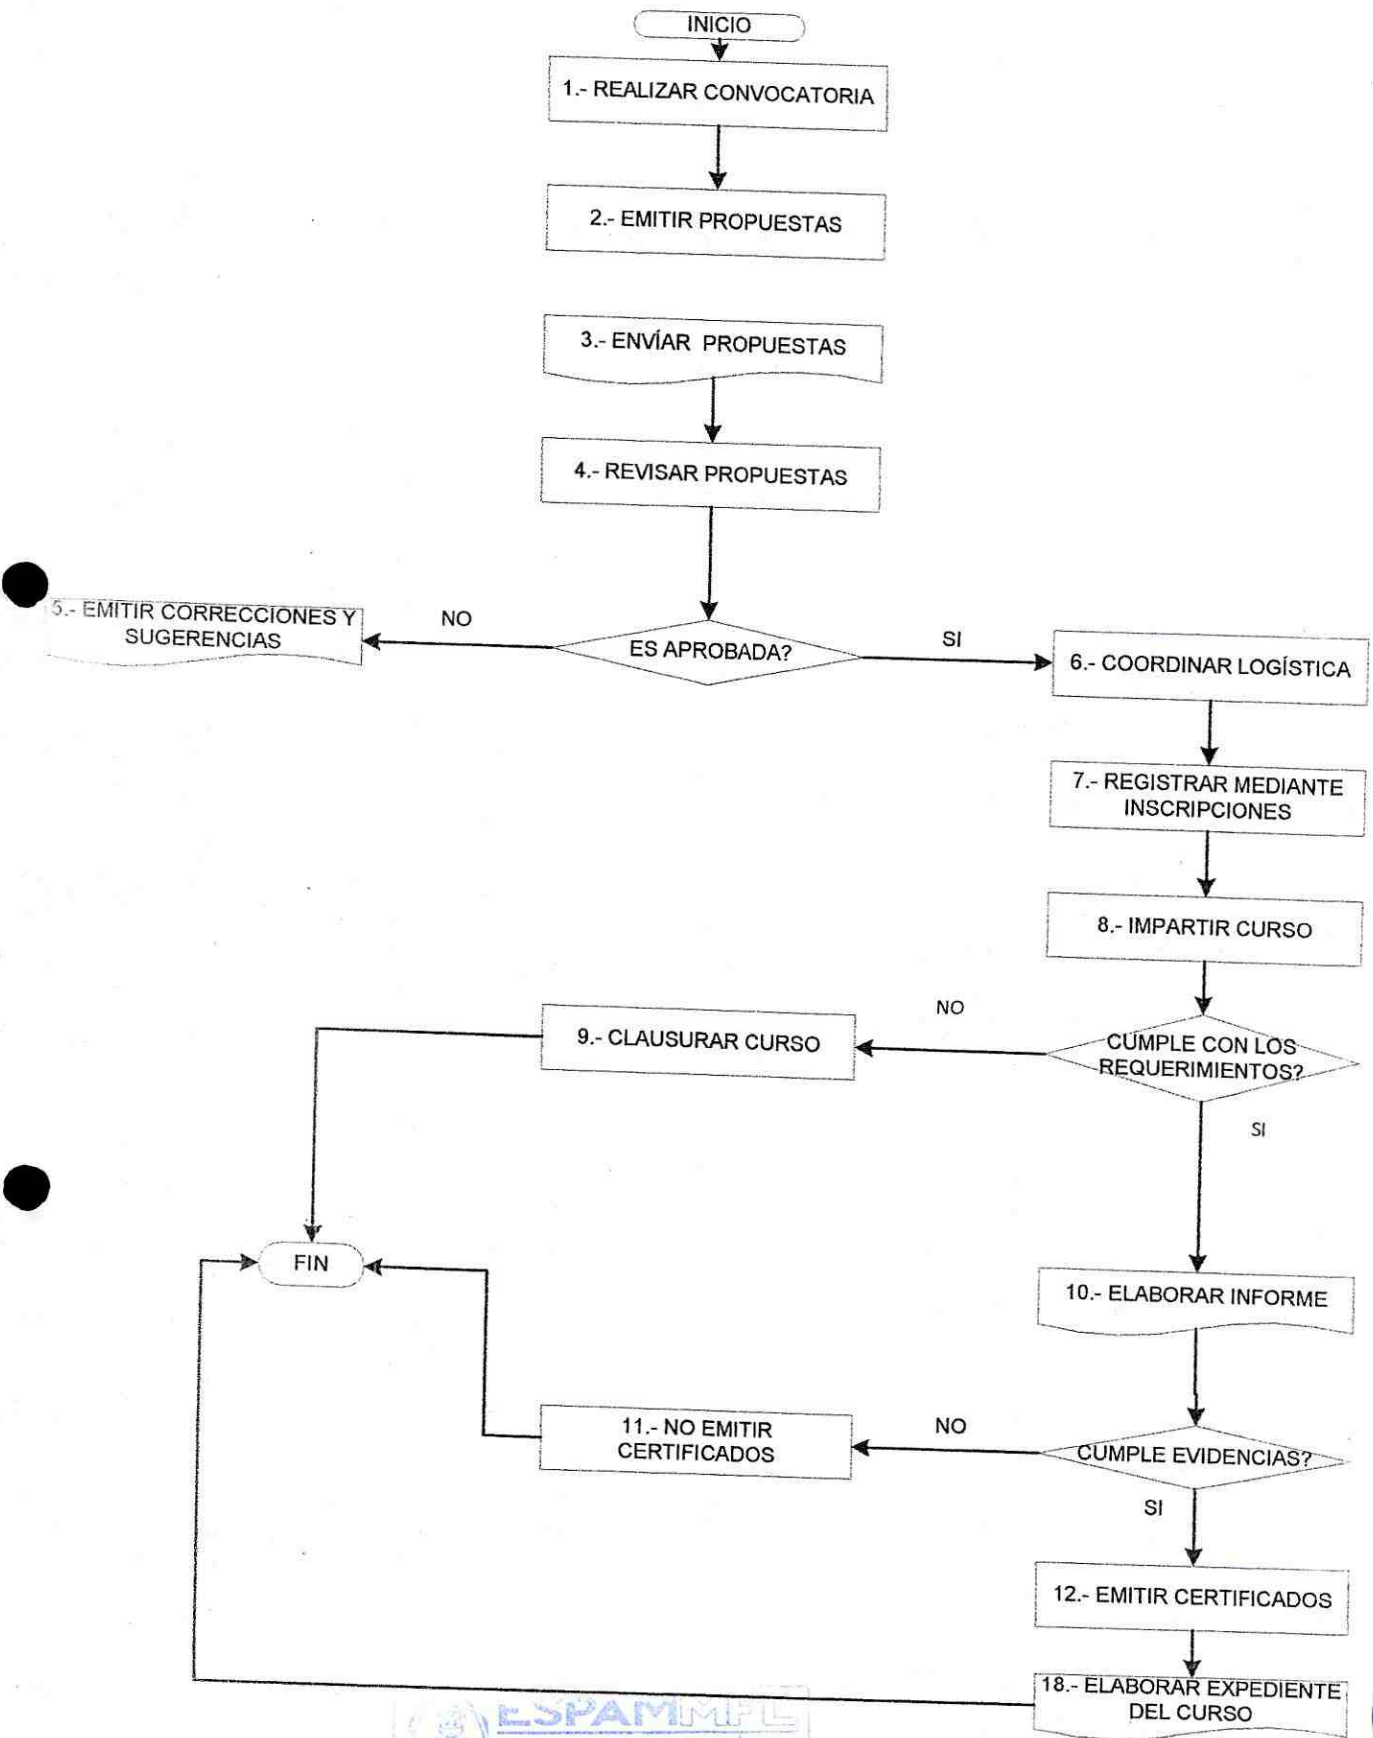 INICIO
1.- REALIZAR CONVOCATORIA
2.- EMITIR PROPUESTAS
3.- ENVÍAR PROPUESTAS
4.- REVISAR PROPUESTAS
5.- EMITIR CORRECCIONES Y
SUGERENCIAS
NO
ES APROBADA?
SI
6.- COORDINAR LOGÍSTICA
7.- REGISTRAR MEDIANTE
INSCRIPCIONES
8.- IMPARTIR CURSO
9.- CLAUSURAR CURSO
NO
CUMPLE CON LOS
REQUERIMIENTOS?
SI
FIN
10.- ELABORAR INFORME
11.- NO EMITIR
CERTIFICADOS
NO
CUMPLE EVIDENCIAS?
SI
12.- EMITIR CERTIFICADOS
18.- ELABORAR EXPEDIENTE
DEL CURSO
ESPAMMFL